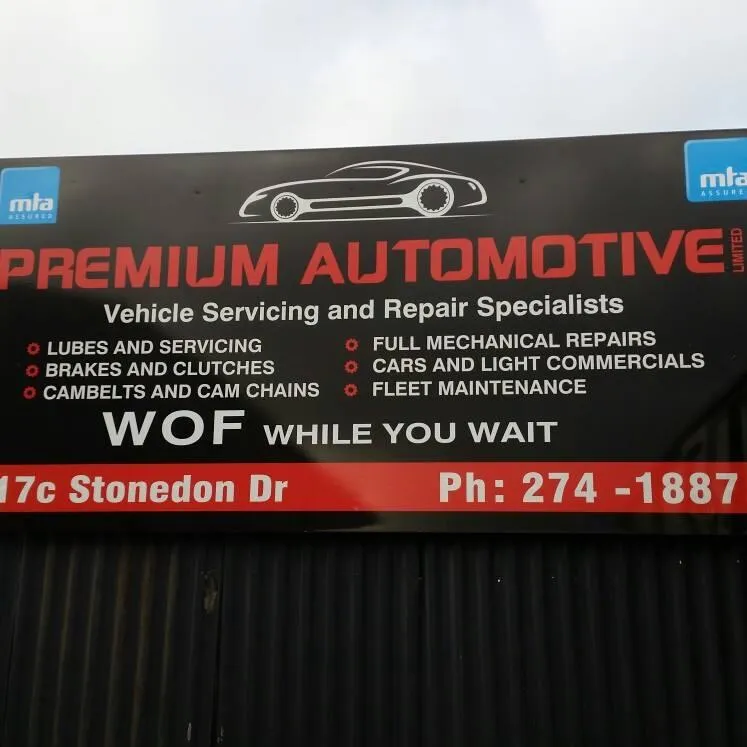 mta
ASSURED
mta
ASSURE
PREMIUM AUTOMOTIVE LIMITED
Vehicle Servicing and Repair Specialists
LUBES AND SERVICING
BRAKES AND CLUTCHES
CAMBELTS AND CAM CHAINS
FULL MECHANICAL REPAIRS
CARS AND LIGHT COMMERCIALS
FLEET MAINTENANCE
WOF WHILE YOU WAIT
17c Stonedon Dr
Ph: 274 -1887